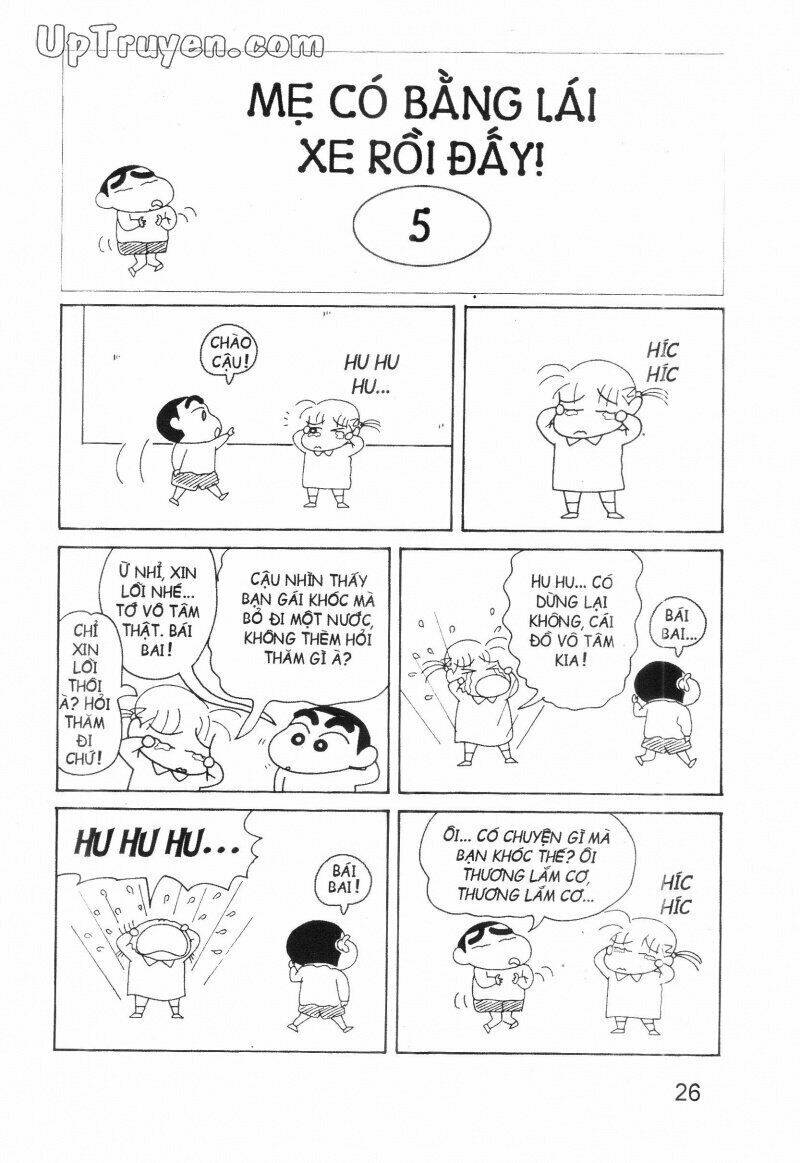 UpTruyen.com
MẸ CÓ BẰNG LÁI
XE RỒI ĐẤY!
5
CHÀO
CẬU!
HU HU
HU...
HÍC
HÍC
CẬU NHÌN THẤY
BẠN GÁI KHÓC MÀ
BỎ ĐI MỘT NƯỚC,
KHÔNG THÈM HỎI
THĂM GÌ À?
Ừ NHỈ, XIN
LỖI NHÉ...
TỚ VÔ TÂM
THẬT. BÁI
BAI!
CHỈ
XIN
LỖI
THÔI
À? HỎI
THĂM
ĐI
CHỨ!
HU HU... CÓ
DỪNG LẠI
KHÔNG, CÁI
ĐỒ VÔ TÂM
KIA!
BÁI
BAI...
HU HU HU...
BÁI
BAI!
ÔI... CÓ CHUYỆN GÌ MÀ
BẠN KHÓC THẾ? ÔI
THƯƠNG LẮM CƠ,
THƯƠNG LẮM CƠ...
HÍC
HÍC
26